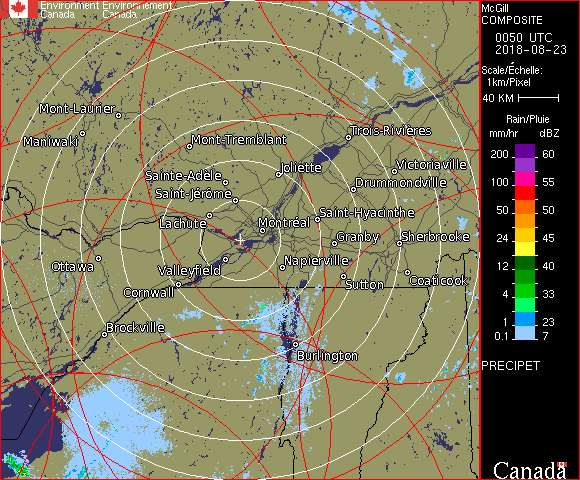 Environment Environnement
Canada Canada
McGill
COMPOSITE
0050 UTC
2018-08-23
Scale/Échelle:
1km/Pixel
40 KM
Rain/Pluie
mm/hr dBZ
200 60
100 55
50 50
24 45
12 40
4 33
1 23
0.1 7
PRECIPET
Canada
Mont-Laurier
Maniwaki
Mont-Tremblant
Trois-Rivières
Victoriaville
Joliette
Sainte-Adèle
Drummondville
Saint-Jérôme
Lachute
Montréal
Saint-Hyacinthe
Granby
Sherbrooke
Ottawa
Valleyfield
Napierville
Cornwall
Sutton
Coaticook
Brockville
Burlington